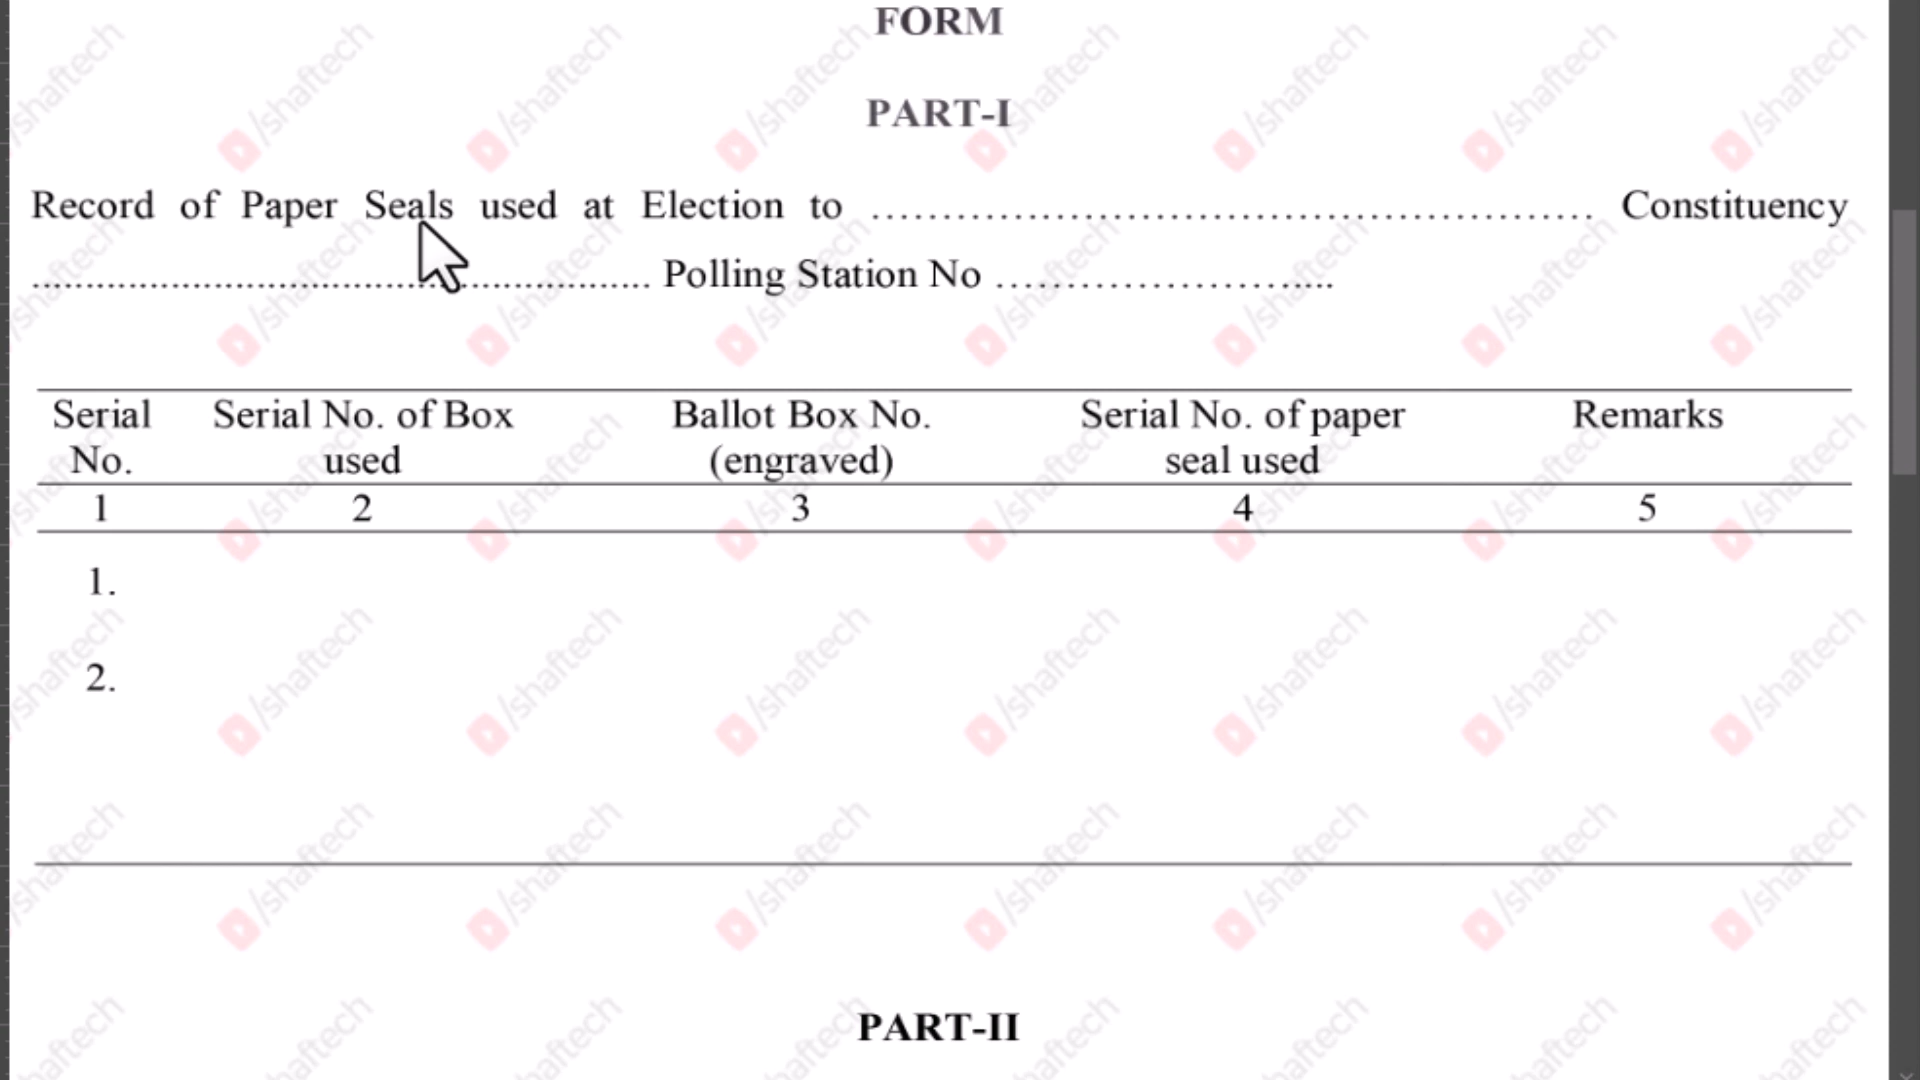 FORM
PART-I
Record of Paper Seals used at Election to ........................................................ Constituency
.......................................................... Polling Station No ............................
Serial No. Serial No. of Box used Ballot Box No. (engraved) Serial No. of paper seal used Remarks
1 2 3 4 5
1.
2.
PART-II
/shaftech